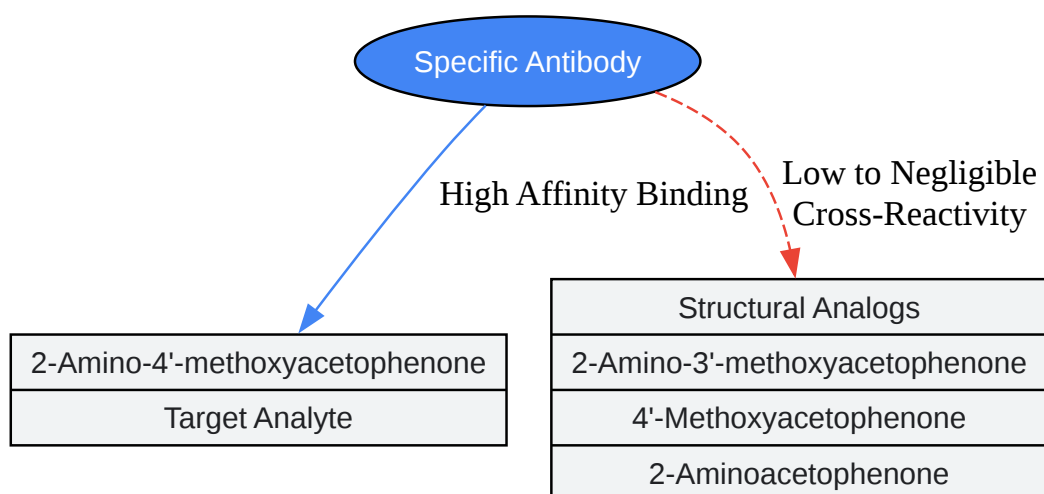 Specific Antibody
High Affinity Binding
Low to Negligible
Cross-Reactivity
2-Amino-4'-methoxyacetophenone
Target Analyte
Structural Analogs
2-Amino-3'-methoxyacetophenone
4'-Methoxyacetophenone
2-Aminoacetophenone